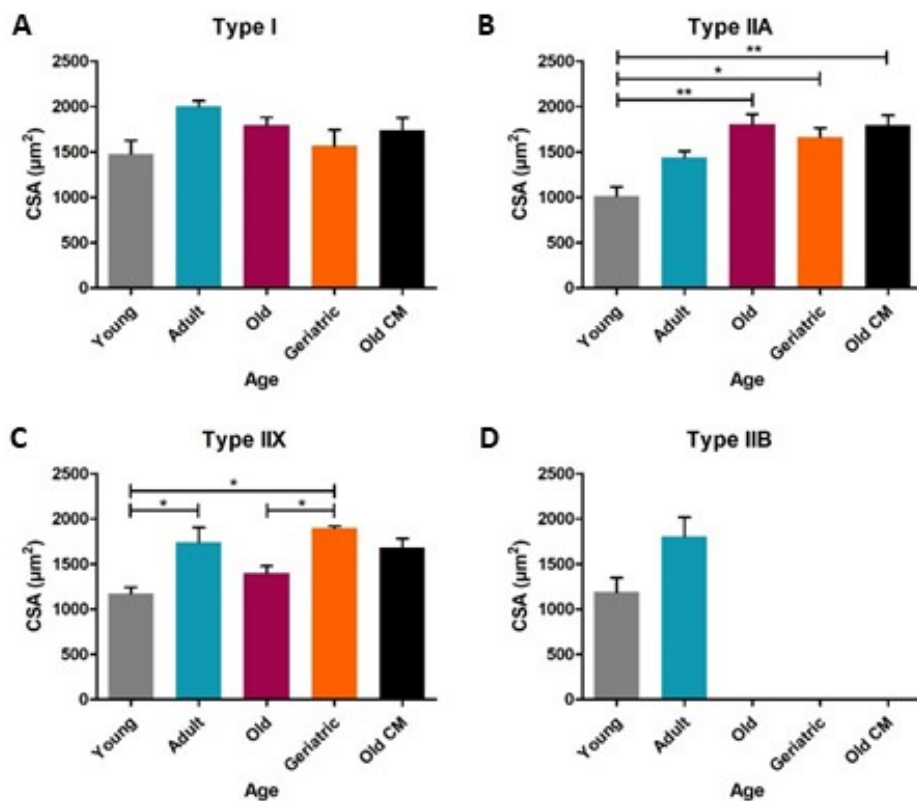 A
Type I
CSA (µm²)
2500
2000
1500
1000
500
0
Young
Adult
Old
Geriatric
Old CM
Age
B
Type IIA
CSA (µm²)
2500
2000
1500
1000
500
0
**
*
**
Young
Adult
Old
Geriatric
Old CM
Age
C
Type IIX
CSA (µm²)
2500
2000
1500
1000
500
0
*
*
*
Young
Adult
Old
Geriatric
Old CM
Age
D
Type IIB
CSA (µm²)
2500
2000
1500
1000
500
0
Young
Adult
Old
Geriatric
Old CM
Age